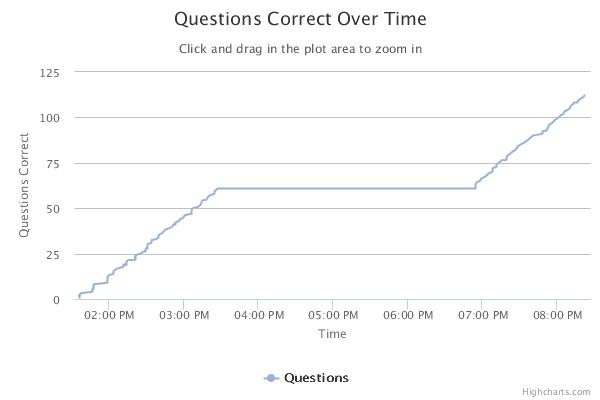 Questions Correct Over Time
Click and drag in the plot area to zoom in
Questions Correct
125
100
75
50
25
0
02:00 PM 03:00 PM 04:00 PM 05:00 PM 06:00 PM 07:00 PM 08:00 PM
Time
Questions
Highcharts.com